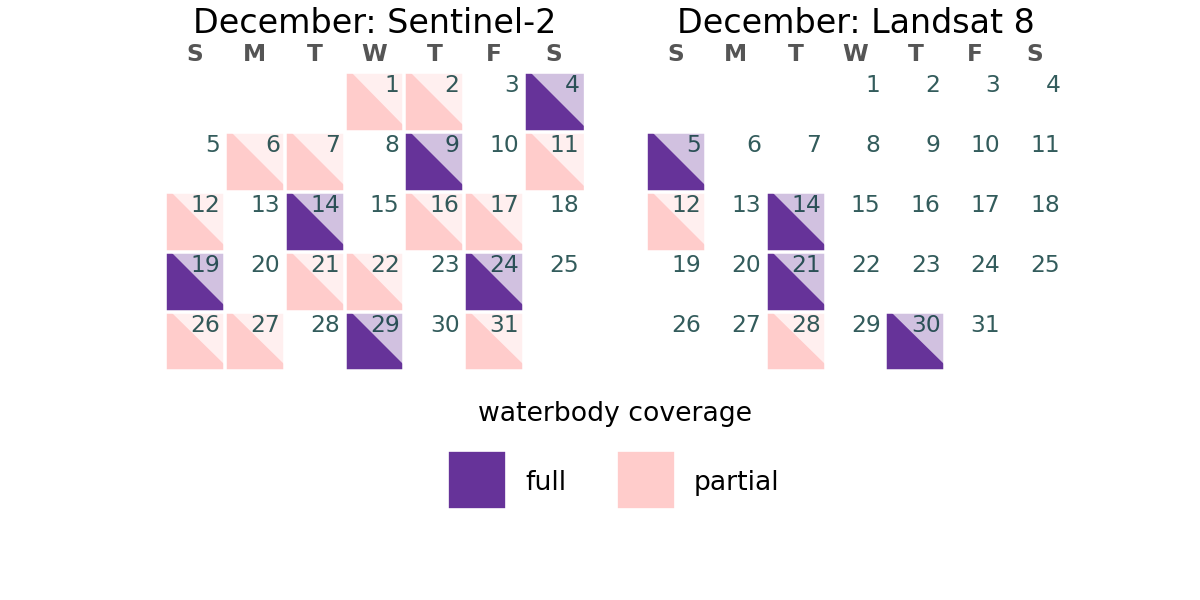 December: Sentinel-2
S M T W T F S
1 2 3 4
5 6 7 8 9 10 11
12 13 14 15 16 17 18
19 20 21 22 23 24 25
26 27 28 29 30 31
December: Landsat 8
S M T W T F S
1 2 3 4
5 6 7 8 9 10 11
12 13 14 15 16 17 18
19 20 21 22 23 24 25
26 27 28 29 30 31
waterbody coverage
full partial